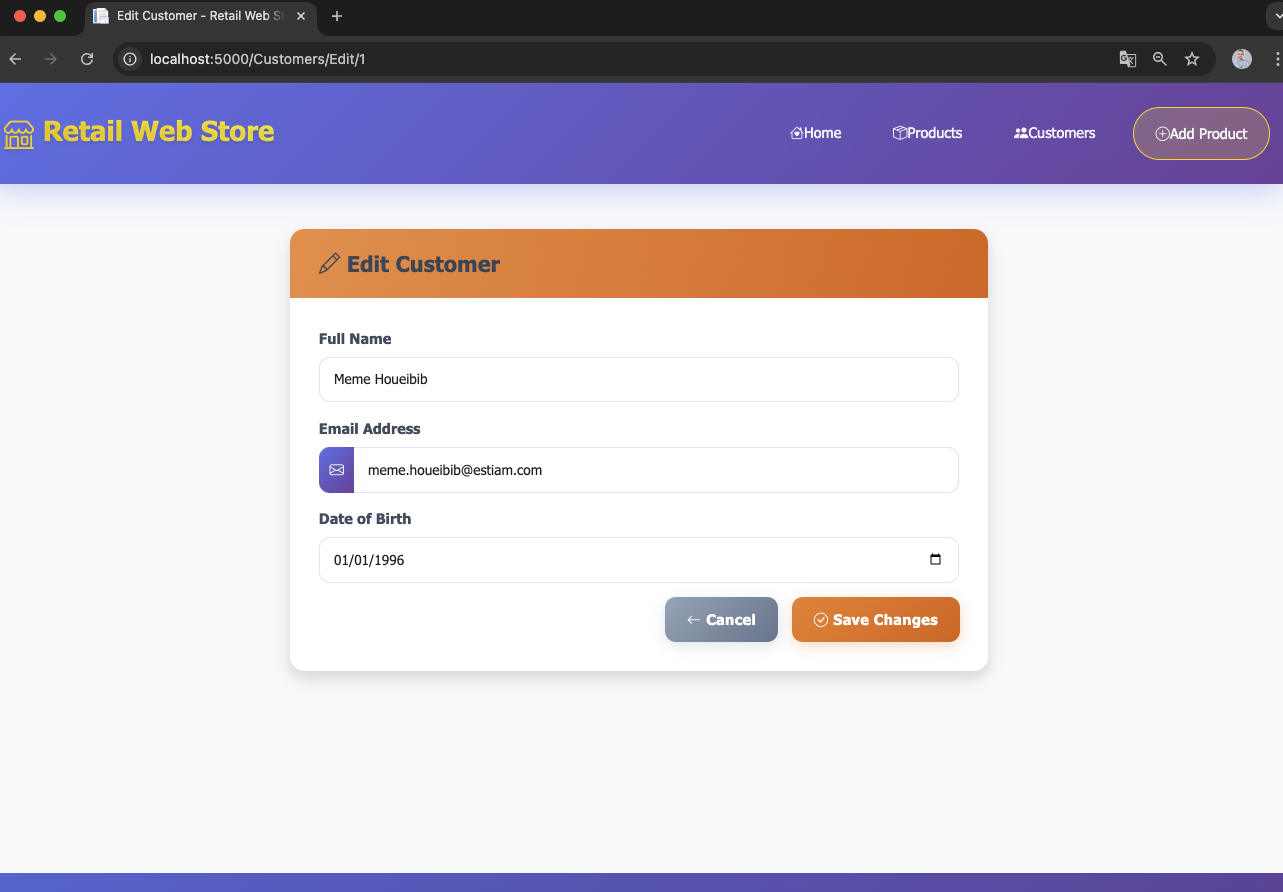 Edit Customer - Retail Web St
localhost:5000/Customers/Edit/1
Retail Web Store
Home
Products
Customers
Add Product
Edit Customer
Full Name
Meme Houeibib
Email Address
meme.houeibib@estiam.com
Date of Birth
01/01/1996
Cancel
Save Changes